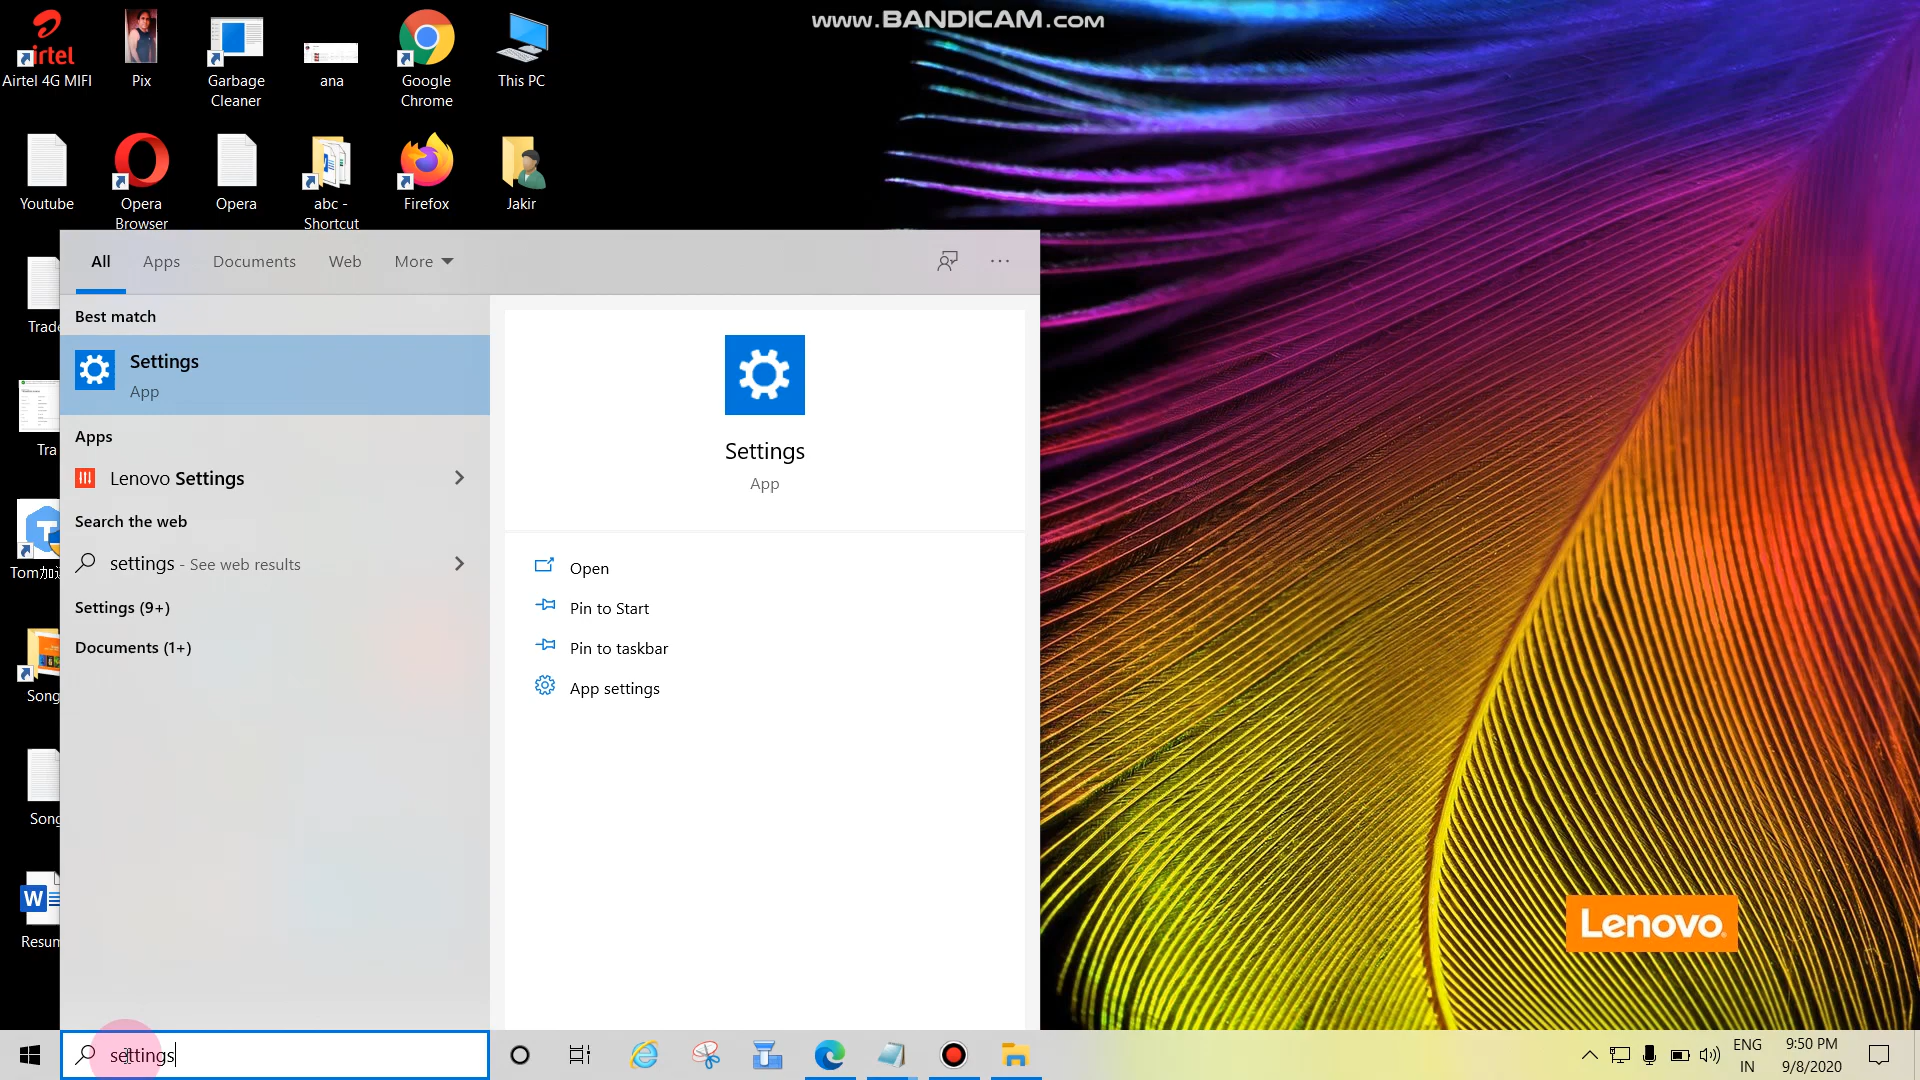 www.BANDICAM.com
airtel
Airtel 4G MIFI
Pix
Garbage
Cleaner
ana
Google
Chrome
This PC
Youtube
Opera
Browser
Opera
abc -
Shortcut
Firefox
Jakir
Trade
Tra
Tom加
Song
Song
W
Resum
All
Apps
Documents
Web
More
Best match
Settings
App
Apps
Lenovo Settings
Search the web
settings - See web results
Settings (9+)
Documents (1+)
Settings
App
Open
Pin to Start
Pin to taskbar
App settings
Lenovo
settings
ENG
IN
9:50 PM
9/8/2020